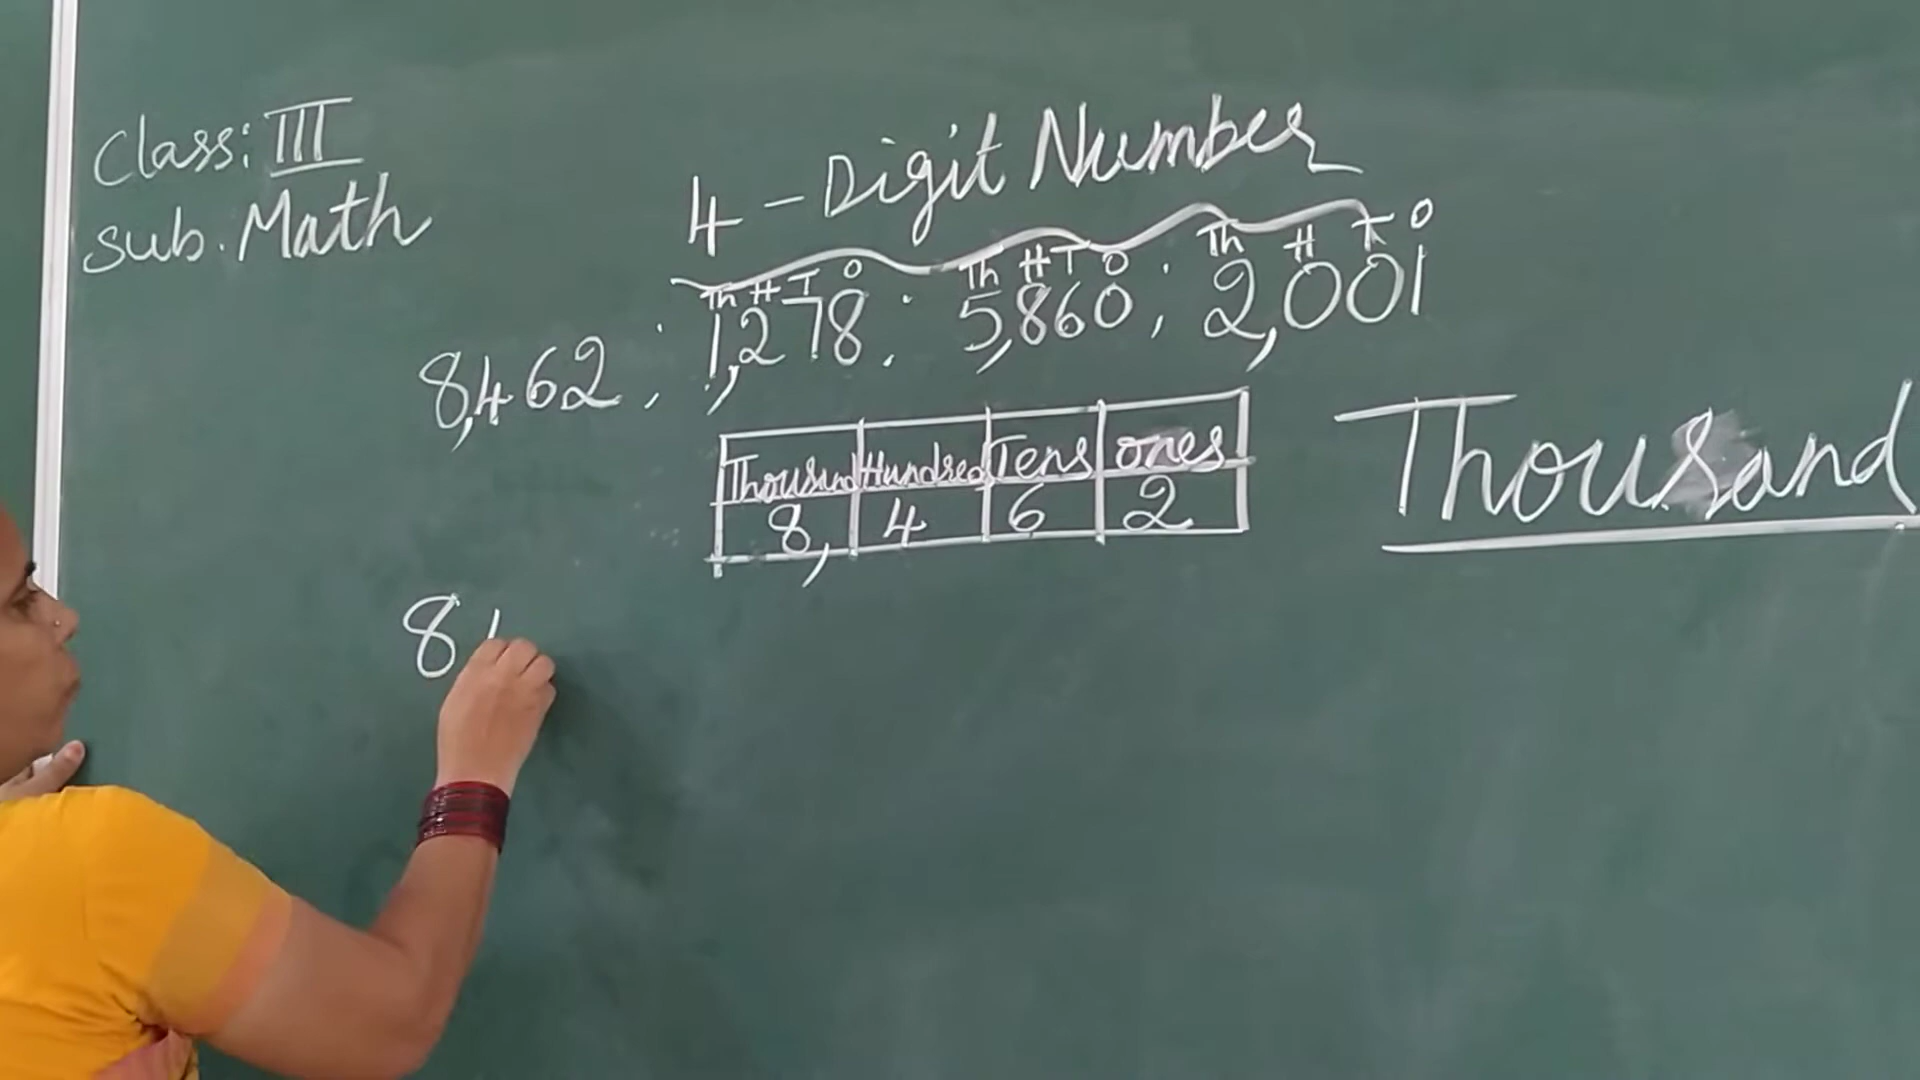 Class: III
Sub. Math
4 - Digit Number
Th H T O Th H T O Th H T O
8,462; 1,278; 5,860; 2,001
Thousand Hundred Tens ones
8, 4 6 2
Thousand
8